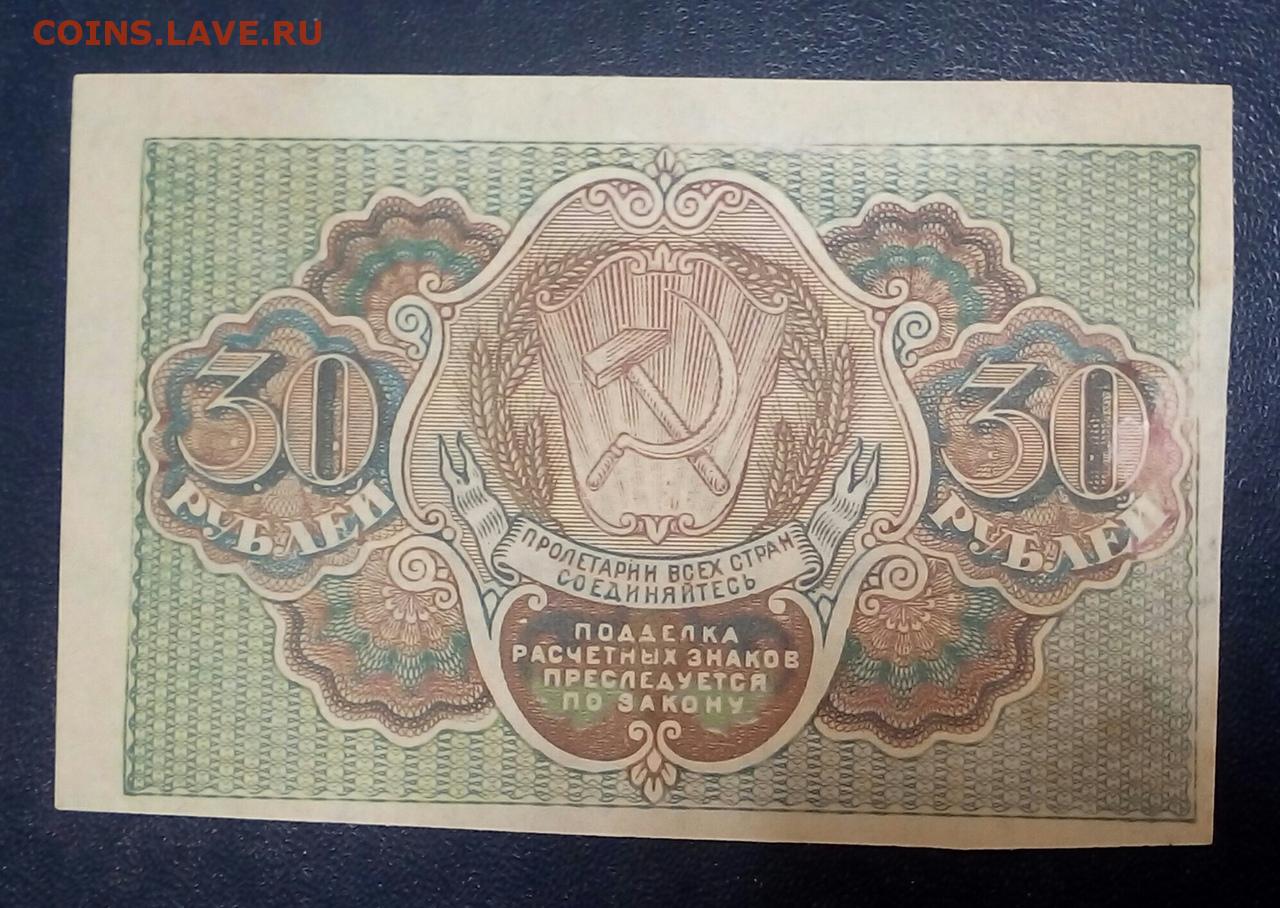 COINS.LAVE.RU
30 30
РУБЛЕЙ РУБЛЕЙ
ПРОЛЕТАРИИ ВСЕХ СТРАН
СОЕДИНЯЙТЕСЬ
ПОДДЕЛКА
РАСЧЕТНЫХ ЗНАКОВ
ПРЕСЛЕДУЕТСЯ
ПО ЗАКОНУ